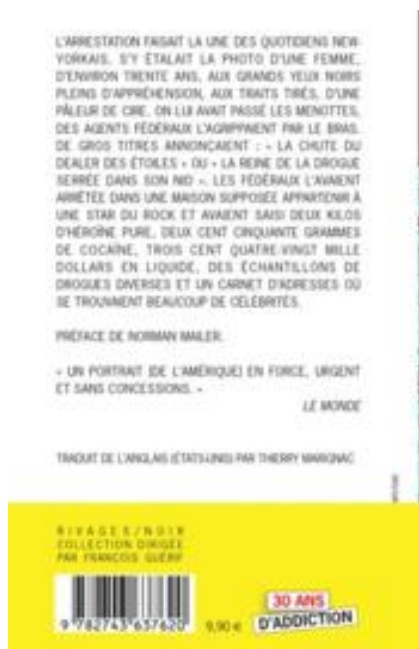 L'ARRESTATION FAISAIT LA UNE DES QUOTIDIENS NEW-
YORKAIS. S'Y ÉTALAIT LA PHOTO D'UNE FEMME,
D'ENVIRON TRENTE ANS, AUX GRANDS YEUX NOIRS
PLEINS D'APPRÉHENSION, AUX TRAITS TIRÉS, D'UNE
PÂLEUR DE CIRE. ON LUI AVAIT PASSÉ LES MENOTTES,
DES AGENTS FÉDÉRAUX L'AGRIPPAIENT PAR LE BRAS.
DE GROS TITRES ANNONÇAIENT : « LA CHUTE DU
DEALER DES ÉTOILES » OU « LA REINE DE LA DROGUE
SERRÉE DANS SON NID ». LES FÉDÉRAUX L'AVAIENT
ARRÊTÉE DANS UNE MAISON SUPPOSÉE APPARTENIR À
UNE STAR DU ROCK ET AVAIENT SAISI DEUX KILOS
D'HÉROÏNE PURE, DEUX CENT CINQUANTE GRAMMES
DE COCAÏNE, TROIS CENT QUATRE-VINGT MILLE
DOLLARS EN LIQUIDE, DES ÉCHANTILLONS DE
DROGUES DIVERSES ET UN CARNET D'ADRESSES OÙ
SE TROUVAIENT BEAUCOUP DE CÉLÉBRITÉS.
PRÉFACE DE NORMAN MAILER.
« UN PORTRAIT [DE L'AMÉRIQUE] EN FORCE, URGENT
ET SANS CONCESSIONS. »
LE MONDE
TRADUIT DE L'ANGLAIS (ÉTATS-UNIS) PAR THIERRY MARIGNAC
RIVAGES/NOIR
COLLECTION DIRIGÉE
PAR FRANÇOIS GUÉRIF
9 782743 637620
9,90 €
30 ANS
D'ADDICTION